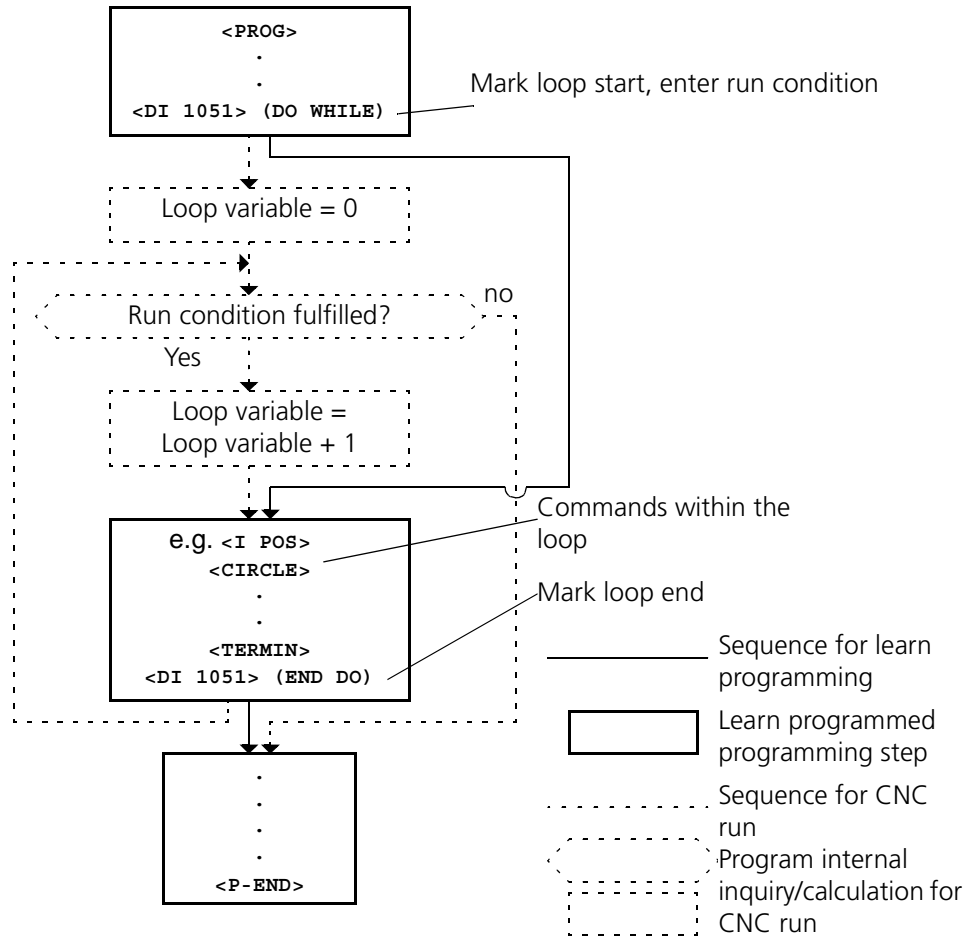 <PROG>
.
.
<DI 1051> (DO WHILE)
Mark loop start, enter run condition
Loop variable = 0
no
Run condition fulfilled?
Yes
Loop variable =
Loop variable + 1
Commands within the
loop
e.g. <I POS>
<CIRCLE>
.
.
<TERMIN>
<DI 1051> (END DO)
Mark loop end
Sequence for learn
programming
Learn programmed
programming step
Sequence for CNC
run
Program internal
inquiry/calculation for
CNC run
.
.
.
.
<P-END>